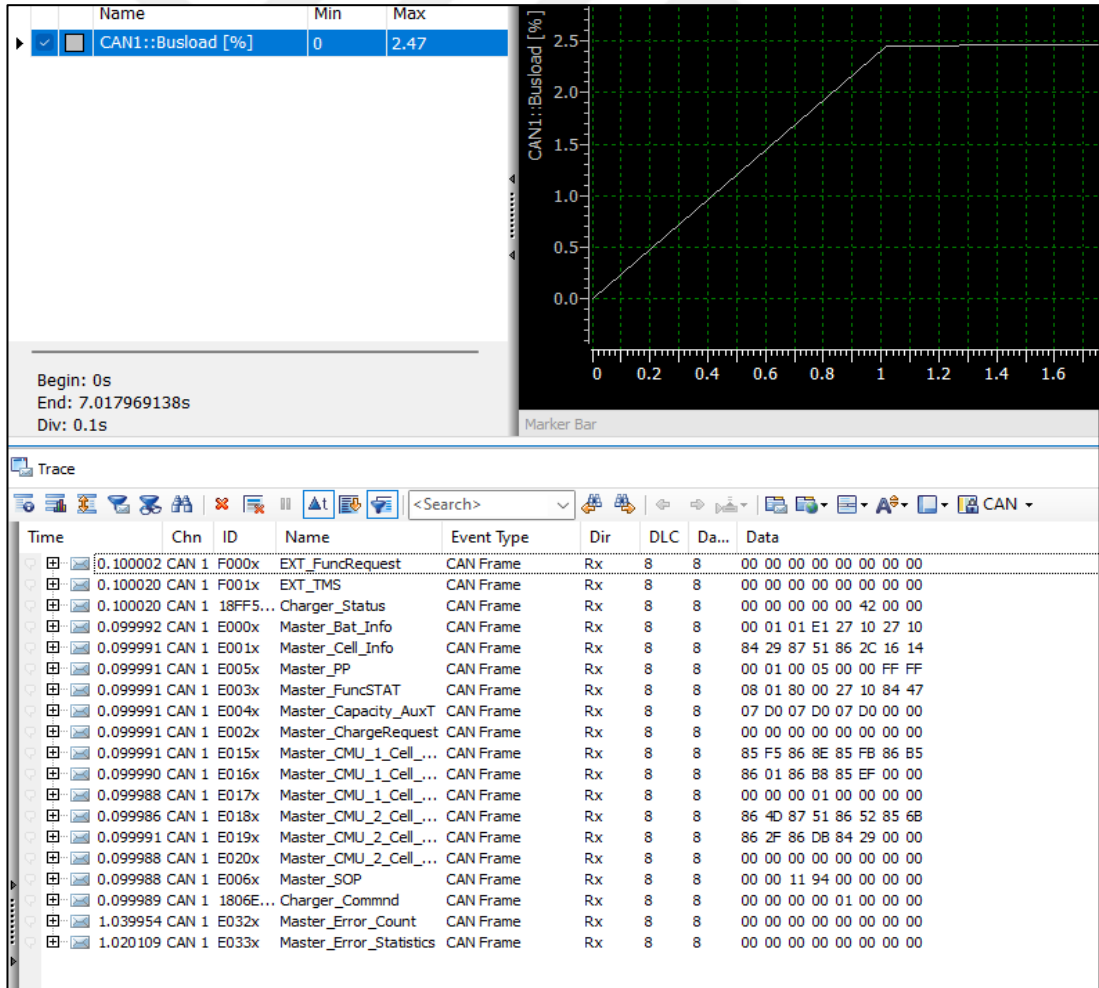 Name Min Max
CAN1::Busload [%] 0 2.47
CAN1::Busload [%]
2.5
2.0
1.5
1.0
0.5
0.0
0 0.2 0.4 0.6 0.8 1 1.2 1.4 1.6
Begin: 0s
End: 7.017969138s
Div: 0.1s
Marker Bar
Trace
Δt <Search> A CAN
Time Chn ID Name Event Type Dir DLC Da... Data
0.100002 CAN 1 F000x EXT_FuncRequest CAN Frame Rx 8 8 00 00 00 00 00 00 00 00
0.100020 CAN 1 F001x EXT_TMS CAN Frame Rx 8 8 00 00 00 00 00 00 00 00
0.100020 CAN 1 18FF5... Charger_Status CAN Frame Rx 8 8 00 00 00 00 00 42 00 00
0.099992 CAN 1 E000x Master_Bat_Info CAN Frame Rx 8 8 00 01 01 E1 27 10 27 10
0.099991 CAN 1 E001x Master_Cell_Info CAN Frame Rx 8 8 84 29 87 51 86 2C 16 14
0.099991 CAN 1 E005x Master_PP CAN Frame Rx 8 8 00 01 00 05 00 00 FF FF
0.099991 CAN 1 E003x Master_FuncSTAT CAN Frame Rx 8 8 08 01 80 00 27 10 84 47
0.099991 CAN 1 E004x Master_Capacity_AuxT CAN Frame Rx 8 8 07 D0 07 D0 07 D0 00 00
0.099991 CAN 1 E002x Master_ChargeRequest CAN Frame Rx 8 8 00 00 00 00 00 00 00 00
0.099991 CAN 1 E015x Master_CMU_1_Cell_... CAN Frame Rx 8 8 85 F5 86 8E 85 FB 86 B5
0.099990 CAN 1 E016x Master_CMU_1_Cell_... CAN Frame Rx 8 8 86 01 86 B8 85 EF 00 00
0.099988 CAN 1 E017x Master_CMU_1_Cell_... CAN Frame Rx 8 8 00 00 00 01 00 00 00 00
0.099986 CAN 1 E018x Master_CMU_2_Cell_... CAN Frame Rx 8 8 86 4D 87 51 86 52 85 6B
0.099991 CAN 1 E019x Master_CMU_2_Cell_... CAN Frame Rx 8 8 86 2F 86 DB 84 29 00 00
0.099988 CAN 1 E020x Master_CMU_2_Cell_... CAN Frame Rx 8 8 00 00 00 00 00 00 00 00
0.099988 CAN 1 E006x Master_SOP CAN Frame Rx 8 8 00 00 11 94 00 00 00 00
0.099989 CAN 1 1806E... Charger_Commnd CAN Frame Rx 8 8 00 00 00 00 01 00 00 00
1.039954 CAN 1 E032x Master_Error_Count CAN Frame Rx 8 8 00 00 00 00 00 00 00 00
1.020109 CAN 1 E033x Master_Error_Statistics CAN Frame Rx 8 8 00 00 00 00 00 00 00 00